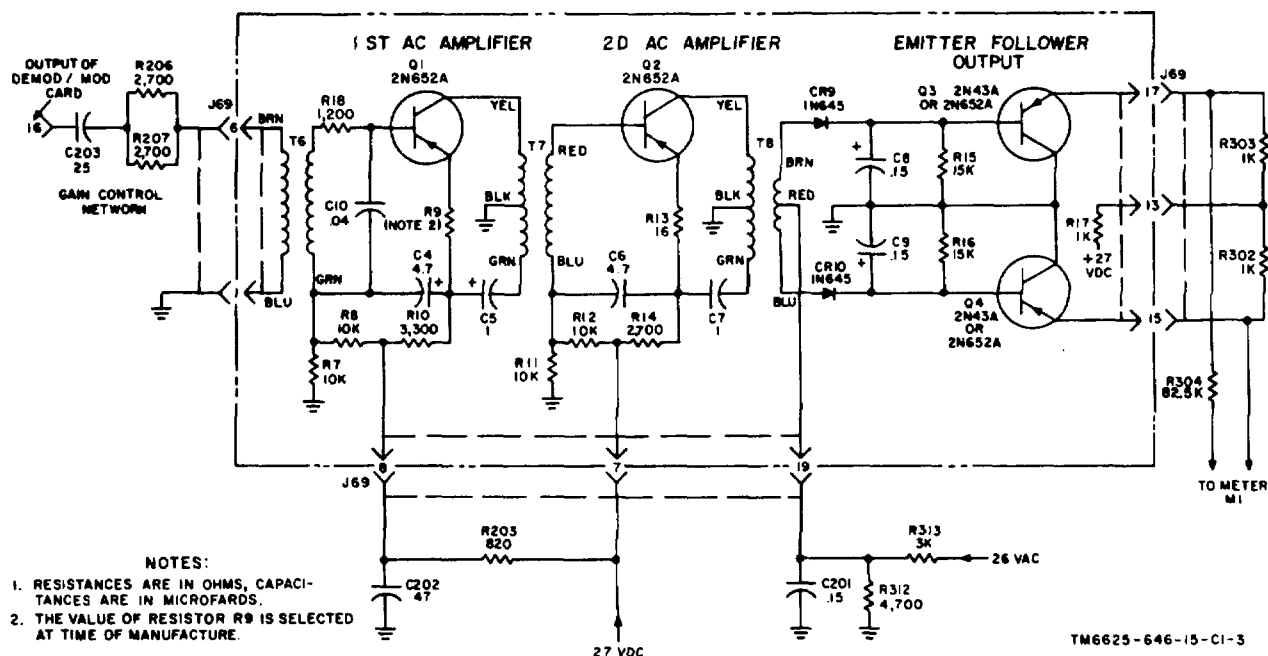 1ST AC AMPLIFIER
2D AC AMPLIFIER
EMITTER FOLLOWER
OUTPUT
OUTPUT OF
DEMOD / MOD
CARD
16
C203
25
R206
2,700
R207
2,700
GAIN CONTROL
NETWORK
J69
6
BRN
BLU
T6
R18
1,200
Q1
2N652A
C10
.04
R9
(NOTE 2)
GRN
C4
4.7
+
R8
10K
R10
3,300
R7
10K
+
C5
1
YEL
BLK
GRN
T7
RED
BLU
Q2
2N652A
R13
16
C6
4.7
R12
10K
R14
2,700
R11
10K
C7
1
YEL
BLK
GRN
T8
BRN
RED
BLU
CR9
1N645
CR10
1N645
+
C8
.15
C9
.15
+
R15
15K
R16
15K
Q3
2N43A
OR 2N652A
Q4
2N43A
OR
2N652A
R17
1K
+27
VDC
J69
17
13
15
R303
1K
R302
1K
R304
82.5K
TO METER
M1
8
7
19
J69
R203
820
C202
47
27 VDC
R313
3K
26 VAC
C201
.15
R312
4,700
NOTES:
1. RESISTANCES ARE IN OHMS, CAPACI-
TANCES ARE IN MICROFARDS.
2. THE VALUE OF RESISTOR R9 IS SELECTED
AT TIME OF MANUFACTURE.
TM6625-646-15-C1-3